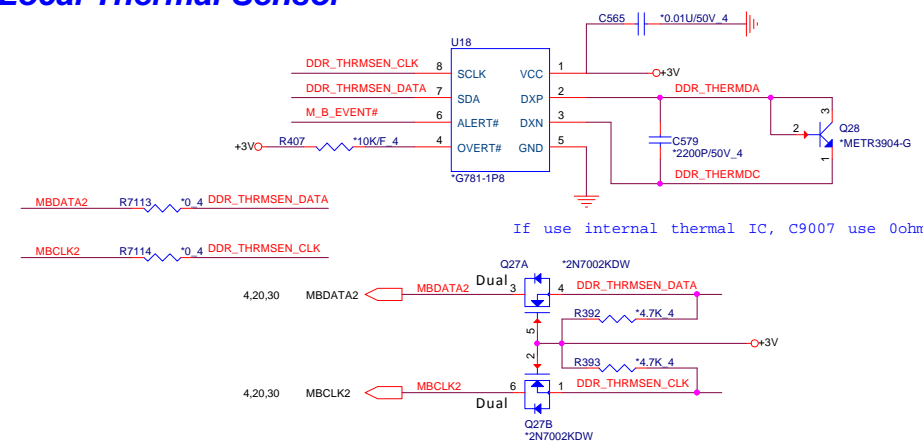 Local Thermal Sensor
C565 *0.01U/50V_4
U18
DDR_THRMSEN_CLK 8 SCLK VCC 1 +3V
DDR_THRMSEN_DATA 7 SDA DXP 2 DDR_THERMDA
M_B_EVENT# 6 ALERT# DXN 3
+3V R407 *10K/F_4 4 OVERT# GND 5
*G781-1P8
C579
*2200P/50V_4
DDR_THERMDC
3
2
1
Q28
*METR3904-G
MBDATA2 R7113 *0_4 DDR_THRMSEN_DATA
MBCLK2 R7114 *0_4 DDR_THRMSEN_CLK
If use internal thermal IC, C9007 use 0ohm
Q27A *2N7002KDW
Dual
4,20,30 MBDATA2 MBDATA2 3 4 DDR_THRMSEN_DATA
5
R392 *4.7K_4
+3V
2
R393 *4.7K_4
4,20,30 MBCLK2 MBCLK2 6 1 DDR_THRMSEN_CLK
Dual
Q27B
*2N7002KDW